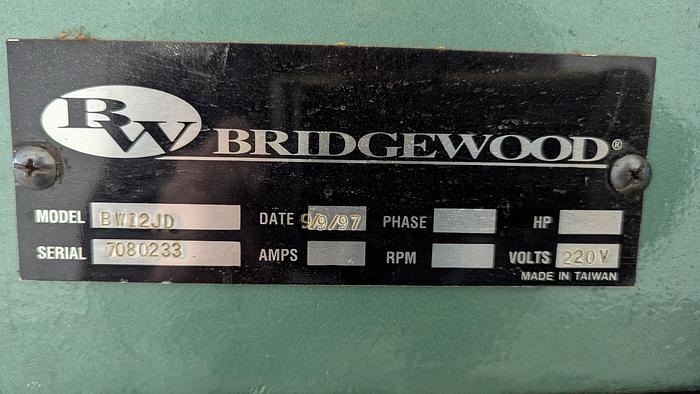 BW BRIDGEWOOD®
MODEL BW12JD DATE 9/9/97 PHASE HP
SERIAL 7080233 AMPS RPM VOLTS 220V
MADE IN TAIWAN